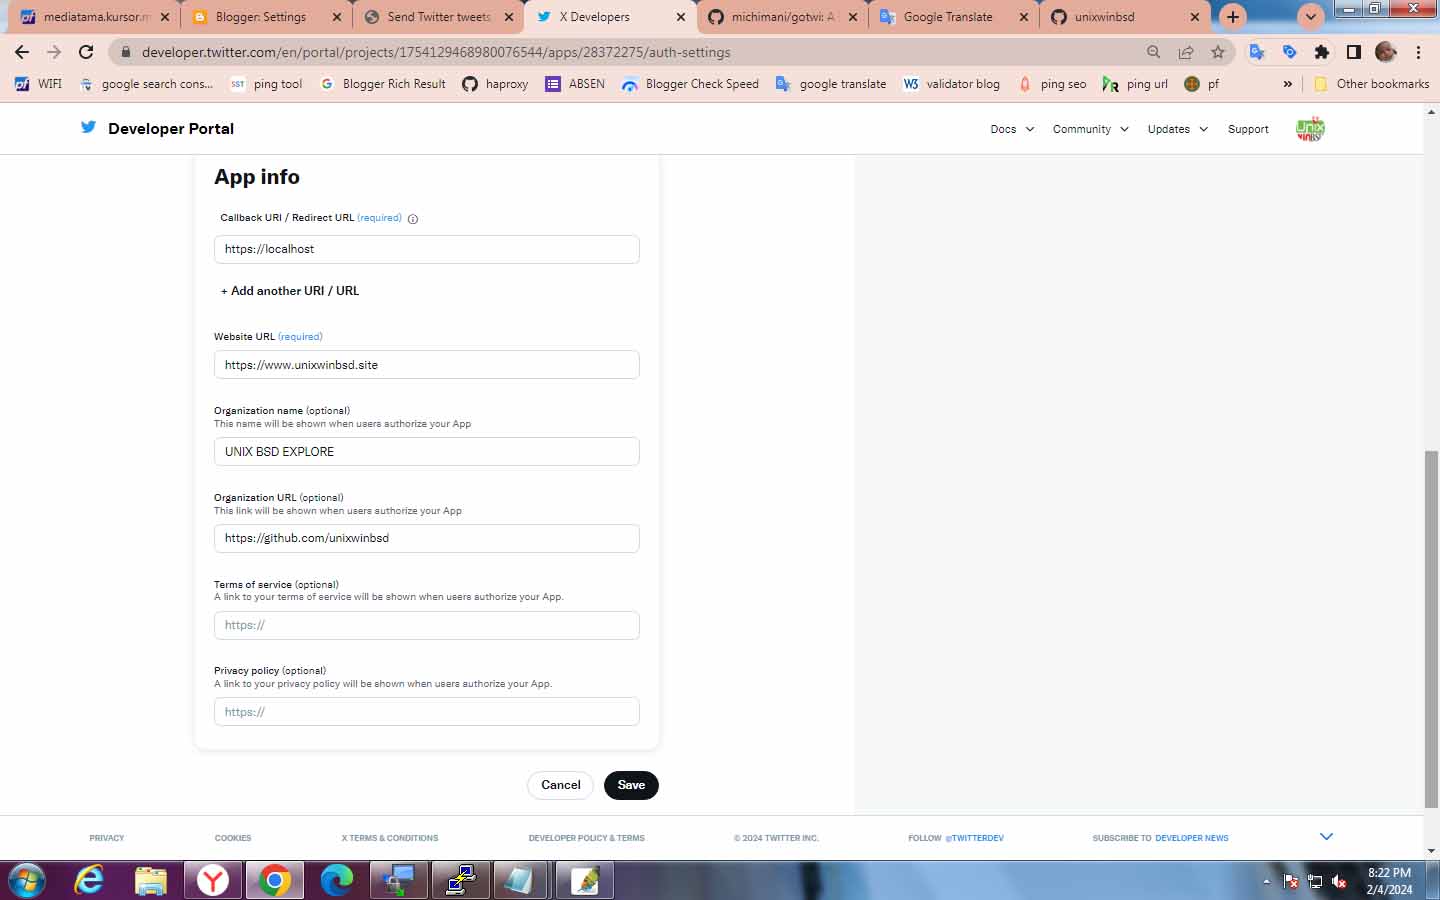 mediatama.kursor.m
Blogger: Settings
Send Twitter tweets
X Developers
michimani/gotwi: A
Google Translate
unixwinbsd
developer.twitter.com/en/portal/projects/1754129468980076544/apps/28372275/auth-settings
WIFI
google search cons...
SST ping tool
Blogger Rich Result
haproxy
ABSEN
Blogger Check Speed
google translate
W3 validator blog
ping seo
ping url
pf
»
Other bookmarks
Developer Portal
Docs
Community
Updates
Support
Unix
winBSD
App info
Callback URI / Redirect URL (required)
https://localhost
+ Add another URI / URL
Website URL (required)
https://www.unixwinbsd.site
Organization name (optional)
This name will be shown when users authorize your App
UNIX BSD EXPLORE
Organization URL (optional)
This link will be shown when users authorize your App
https://github.com/unixwinbsd
Terms of service (optional)
A link to your terms of service will be shown when users authorize your App.
https://
Privacy policy (optional)
A link to your privacy policy will be shown when users authorize your App.
https://
Cancel
Save
PRIVACY
COOKIES
X TERMS & CONDITIONS
DEVELOPER POLICY & TERMS
© 2024 TWITTER INC.
FOLLOW @TWITTERDEV
SUBSCRIBE TO DEVELOPER NEWS
8:22 PM
2/4/2024